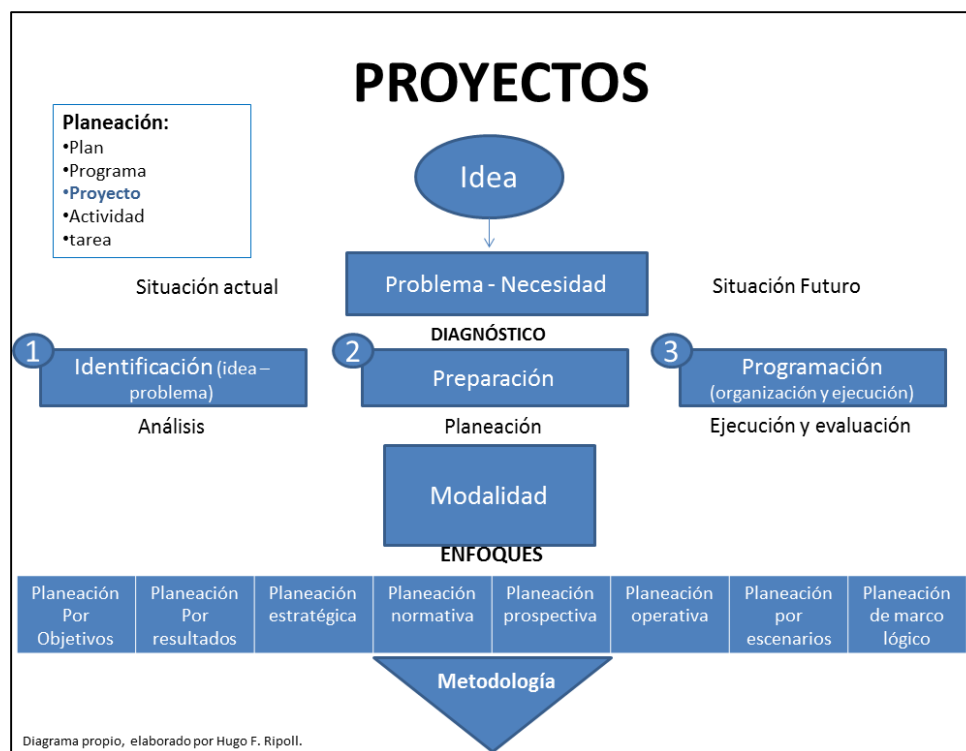 PROYECTOS
Planeación:
•Plan
•Programa
•Proyecto
•Actividad
•tarea
Idea
Situación actual
Problema - Necesidad
Situación Futuro
DIAGNÓSTICO
1
Identificación (idea –
problema)
2
Preparación
3
Programación
(organización y ejecución)
Análisis
Planeación
Ejecución y evaluación
Modalidad
ENFOQUES
Planeación
Por
Objetivos
Planeación
Por
resultados
Planeación
estratégica
Planeación
normativa
Planeación
prospectiva
Planeación
operativa
Planeación
por
escenarios
Planeación
de marco
lógico
Metodología
Diagrama propio, elaborado por Hugo F. Ripoll.